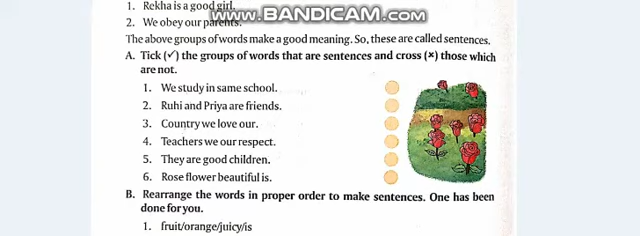 1. Rekha is a good girl.
www.BANDICAM.com
2. We obey our parents.
The above groups of words make a good meaning. So, these are called sentences.
A. Tick (✓) the groups of words that are sentences and cross (×) those which
are not.
1. We study in same school.
2. Ruhi and Priya are friends.
3. Country we love our.
4. Teachers we our respect.
5. They are good children.
6. Rose flower beautiful is.
B. Rearrange the words in proper order to make sentences. One has been
done for you.
1. fruit/orange/juicy/is